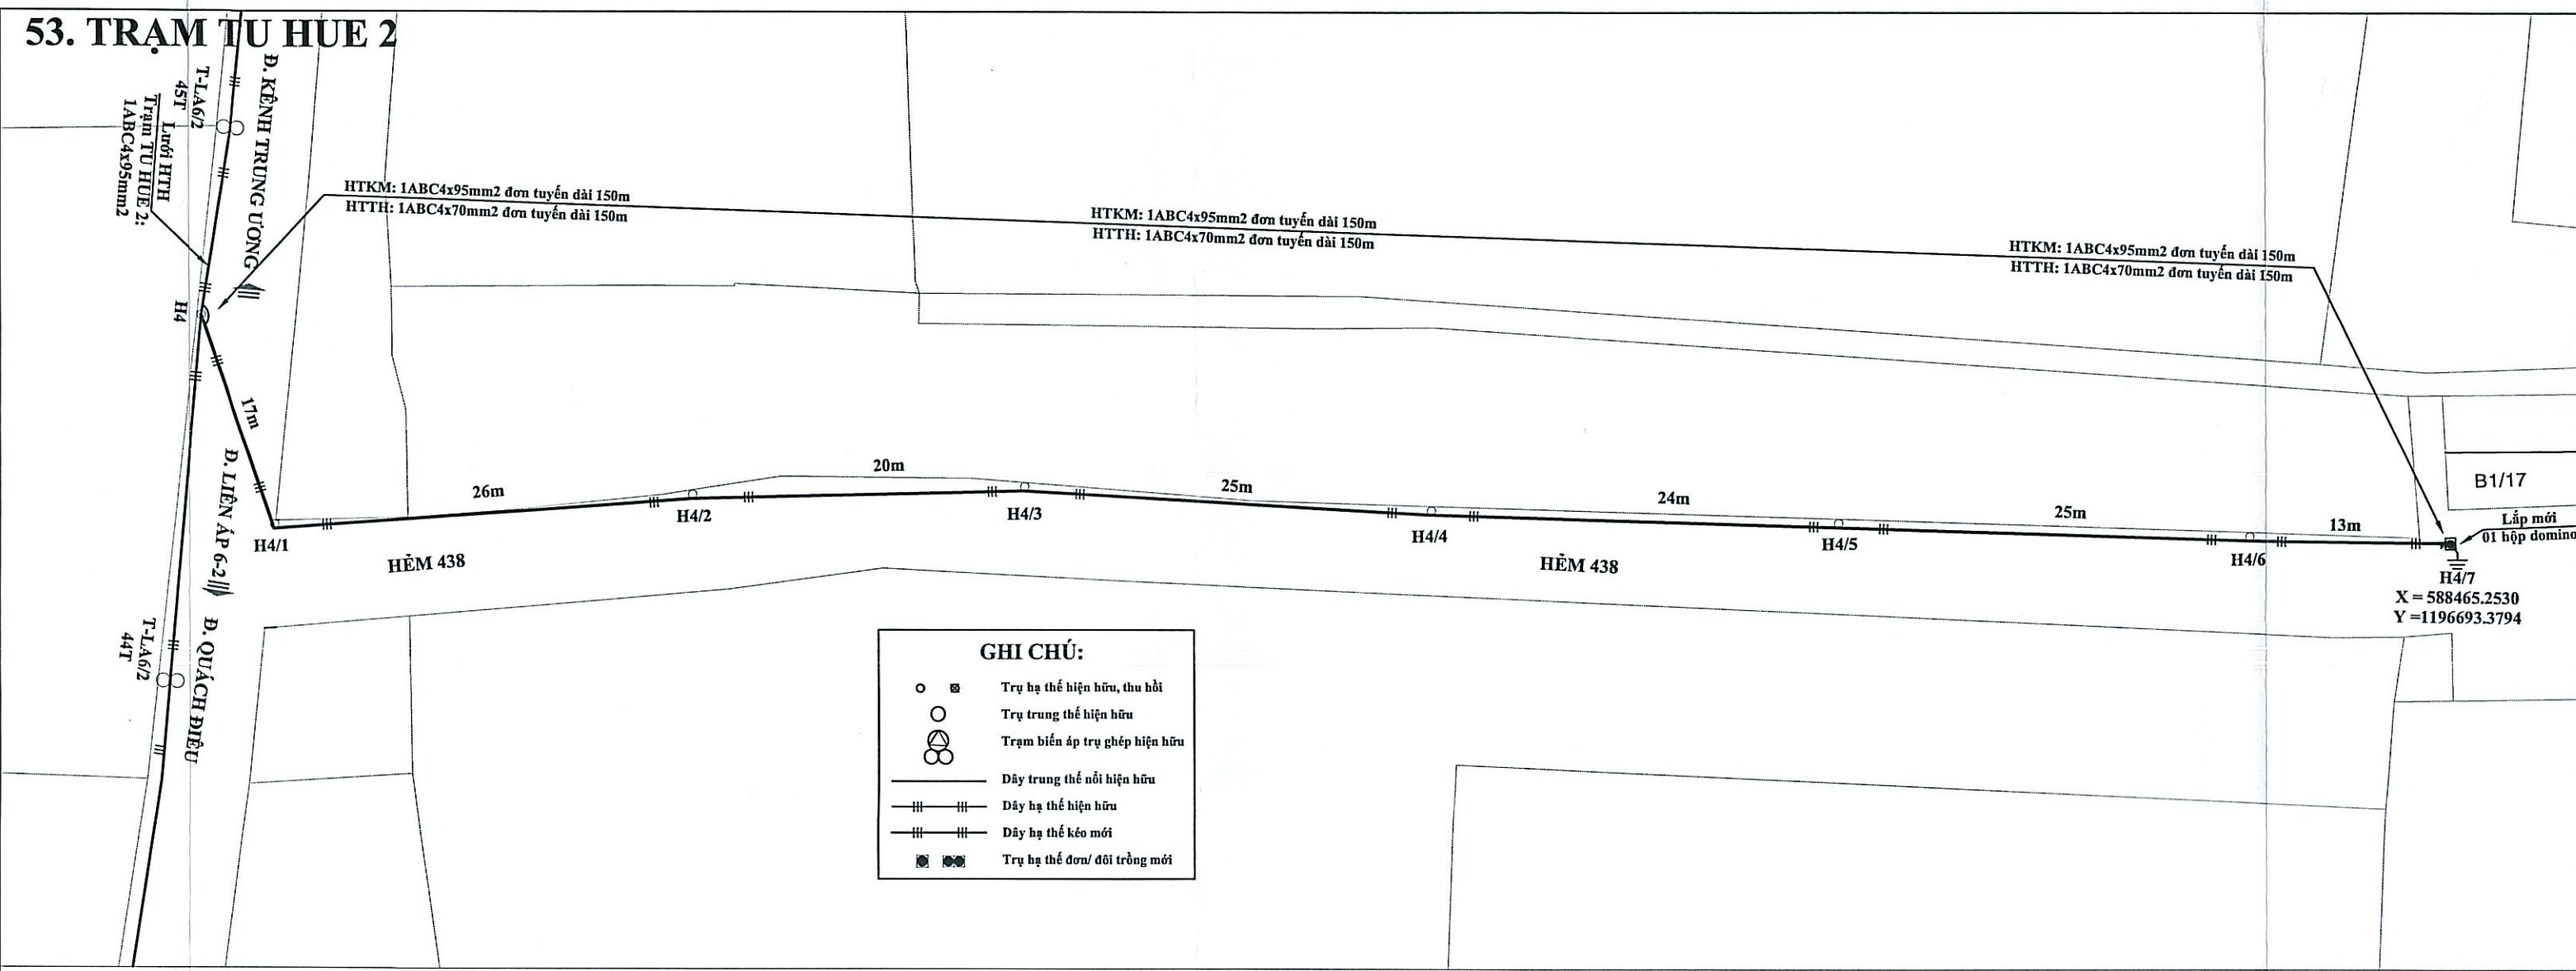 53. TRẠM TU HUE 2
T-LA6/2
45T
Đ. KÊNH TRUNG ƯƠNG
Lưới HTH
Trạm TU HUE 2:
1ABC4x95mm2
HTKM: 1ABC4x95mm2 đơn tuyến dài 150m
HTTH: 1ABC4x70mm2 đơn tuyến dài 150m
HTKM: 1ABC4x95mm2 đơn tuyến dài 150m
HTTH: 1ABC4x70mm2 đơn tuyến dài 150m
HTKM: 1ABC4x95mm2 đơn tuyến dài 150m
HTTH: 1ABC4x70mm2 đơn tuyến dài 150m
H4
17m
Đ. LIÊN ÁP 6-2
26m
20m
25m
24m
25m
13m
B1/17
Lắp mới
01 hộp domino
H4/1
H4/2
H4/3
H4/4
H4/5
H4/6
H4/7
X = 588465.2530
Y =1196693.3794
HẺM 438
HẺM 438
T-LA6/2
44T
Đ. QUÁCH ĐIÊU
GHI CHÚ:
Trụ hạ thế hiện hữu, thu hồi
Trụ trung thế hiện hữu
Trạm biến áp trụ ghép hiện hữu
Dây trung thế nổi hiện hữu
Dây hạ thế hiện hữu
Dây hạ thế kéo mới
Trụ hạ thế đơn/ đôi trồng mới